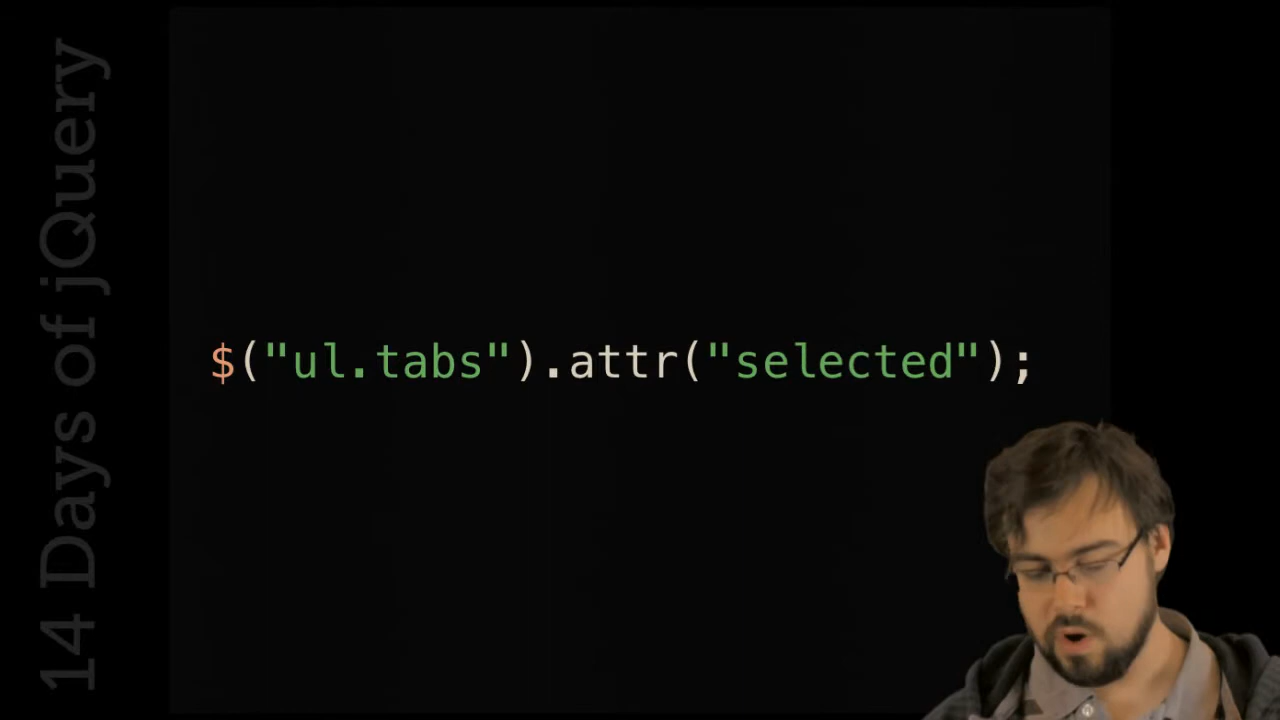 14 Days of jQuery
$("ul.tabs").attr("selected");